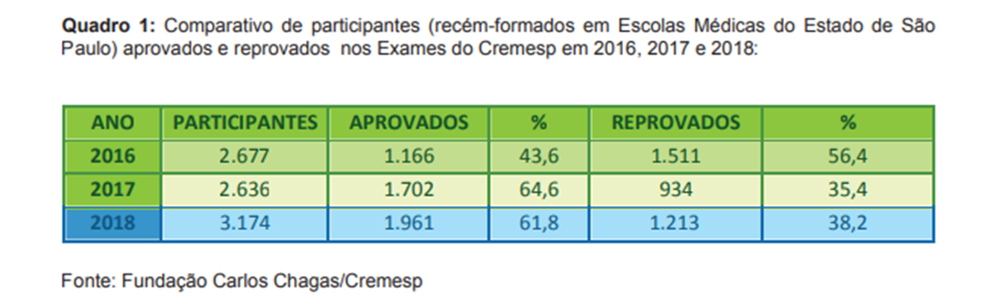 Quadro 1: Comparativo de participantes (recém-formados em Escolas Médicas do Estado de São
Paulo) aprovados e reprovados nos Exames do Cremesp em 2016, 2017 e 2018:
ANO PARTICIPANTES APROVADOS % REPROVADOS %
2016 2.677 1.166 43,6 1.511 56,4
2017 2.636 1.702 64,6 934 35,4
2018 3.174 1.961 61,8 1.213 38,2
Fonte: Fundação Carlos Chagas/Cremesp